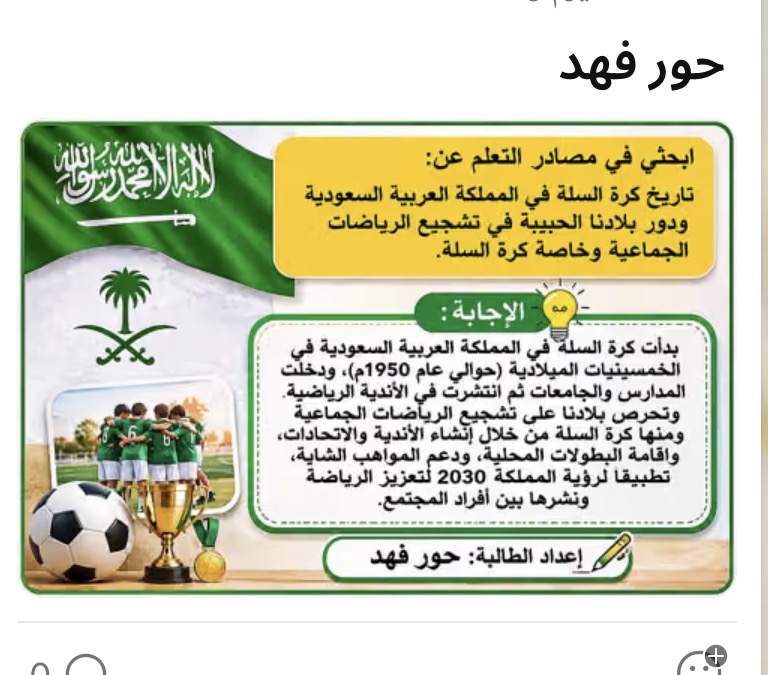 حور فهد
لا إله إلا الله محمد رسول الله
ابحثي في مصادر التعلم عن:
تاريخ كرة السلة في المملكة العربية السعودية
ودور بلادنا الحبيبة في تشجيع الرياضات
الجماعية وخاصة كرة السلة.
الإجابة:
بدأت كرة السلة في المملكة العربية السعودية في
الخمسينيات الميلادية (حوالي عام 1950م)، ودخلت
المدارس والجامعات ثم انتشرت في الأندية الرياضية.
وتحرص بلادنا على تشجيع الرياضات الجماعية
ومنها كرة السلة من خلال إنشاء الأندية والاتحادات،
وإقامة البطولات المحلية، ودعم المواهب الشابة،
تطبيقا لرؤية المملكة 2030 لتعزيز الرياضة
ونشرها بين أفراد المجتمع.
6 6 8
إعداد الطالبة: حور فهد
0